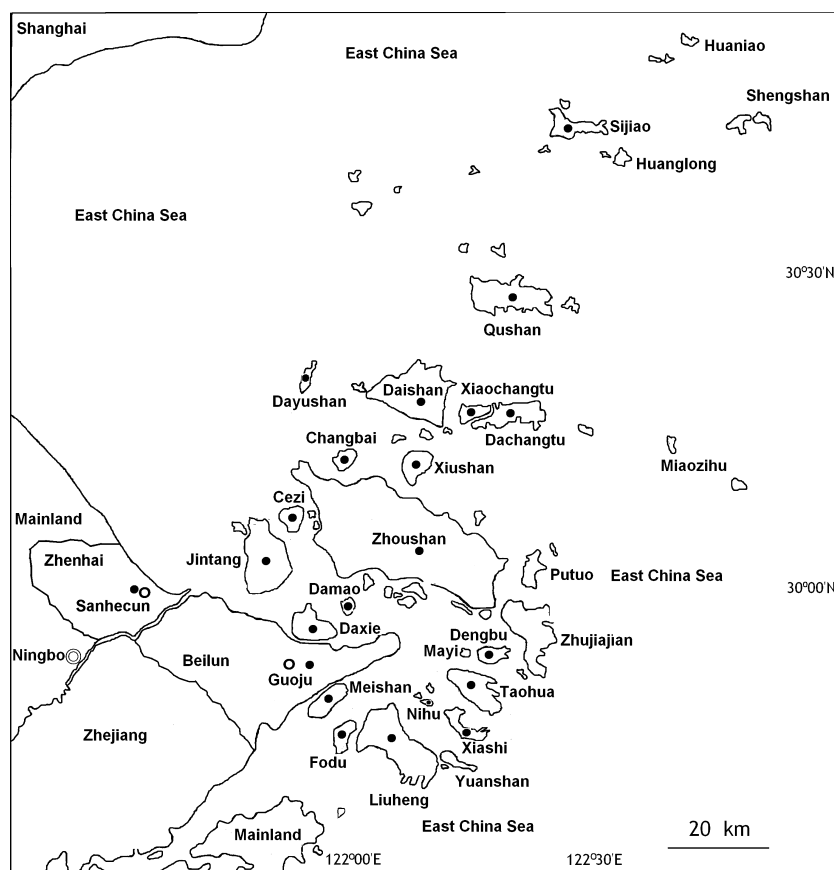 Shanghai
East China Sea
Huaniao
Shengshan
Sijiao
Huanglong
East China Sea
30°30'N
Qushan
Daishan
Xiaochangtu
Dayushan
Dachangtu
Changbai
Xiushan
Miaozihu
Cezi
Mainland
Zhoushan
Zhenhai
Jintang
Putuo
East China Sea
30°00'N
Damao
Sanhecun
Daxie
Dengbu
Zhujiajian
Ningbo
Mayi
Beilun
Guoju
Meishan
Taohua
Nihu
Zhejiang
Xiashi
Fodu
Yuanshan
Liuheng
East China Sea
20 km
Mainland
122°00'E
122°30'E